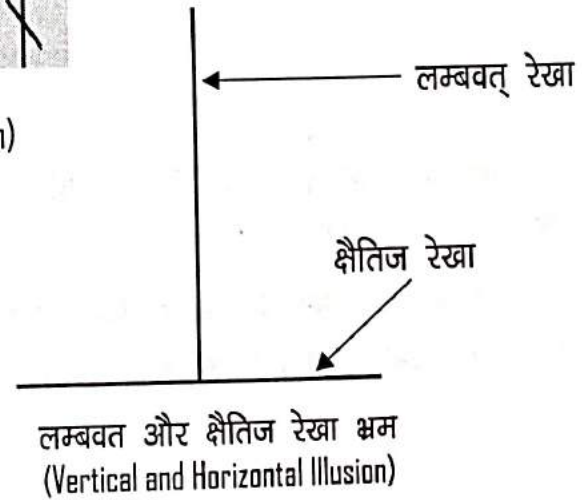 लम्बवत् रेखा
क्षैतिज रेखा
लम्बवत और क्षैतिज रेखा भ्रम
(Vertical and Horizontal Illusion)